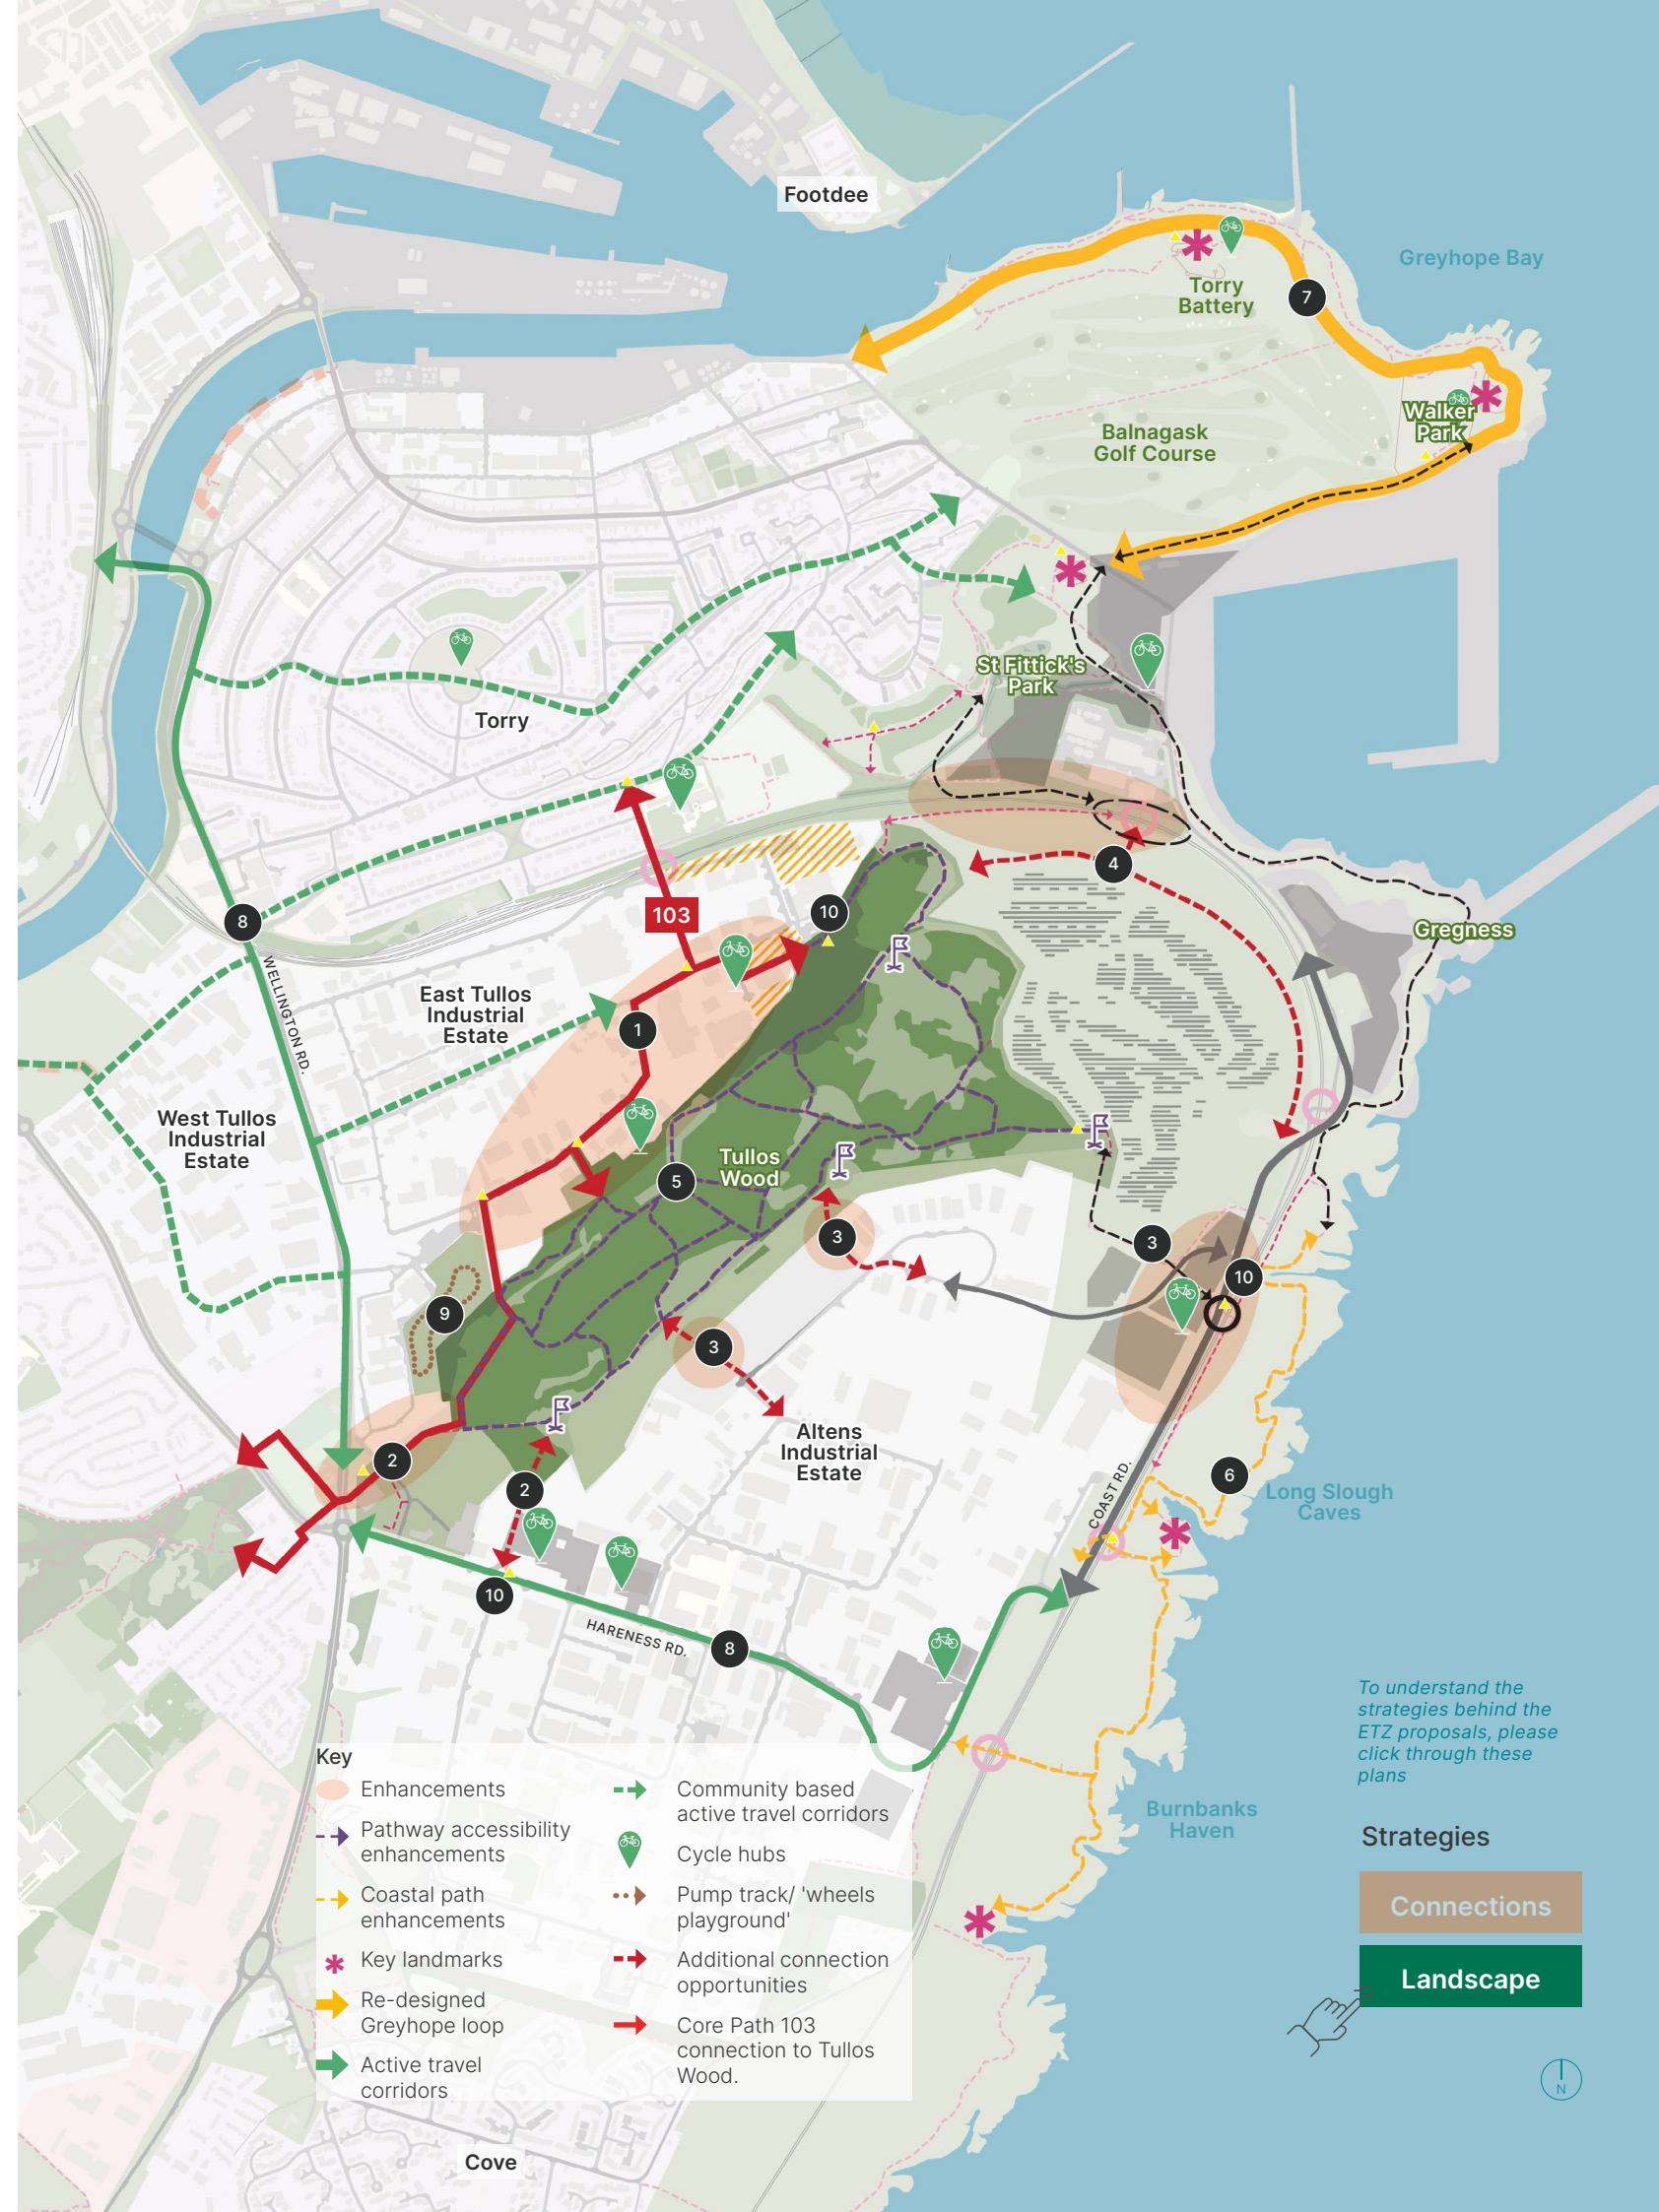 Footdee
Greyhope Bay
Torry
Battery
7
Walker
Park
Balnagask
Golf Course
St Fittick's
Park
Torry
4
8
103
10
Gregness
WELLINGTON RD.
East Tullos
Industrial
Estate
1
West Tullos
Industrial
Estate
Tullos
Wood
5
3
3
10
9
3
Altens
Industrial
Estate
2
2
6
Long Slough
Caves
COAST RD.
10
HARENESS RD.
8
To understand the
strategies behind the
ETZ proposals, please
click through these
plans
Burnbanks
Haven
Strategies
Connections
Landscape
N
Key
Enhancements
Pathway accessibility
enhancements
Coastal path
enhancements
Key landmarks
Re-designed
Greyhope loop
Active travel
corridors
Community based
active travel corridors
Cycle hubs
Pump track/ 'wheels
playground'
Additional connection
opportunities
Core Path 103
connection to Tullos
Wood.
Cove